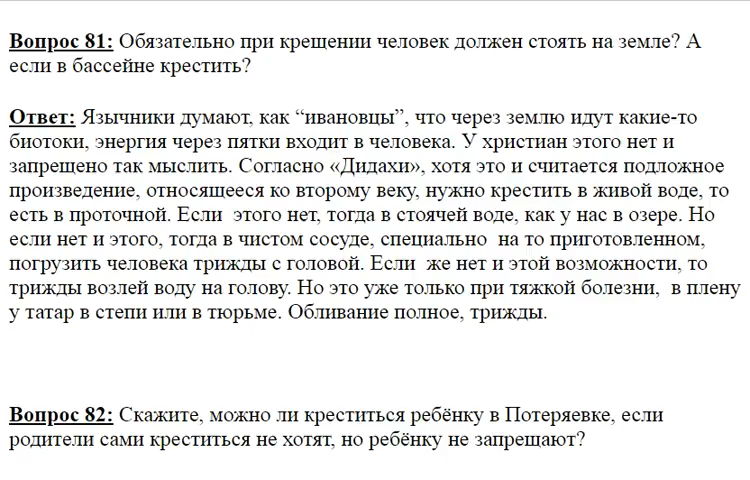 Вопрос 81: Обязательно при крещении человек должен стоять на земле? А
если в бассейне крестить?
Ответ: Язычники думают, как “ивановцы”, что через землю идут какие-то
биотоки, энергия через пятки входит в человека. У христиан этого нет и
запрещено так мыслить. Согласно «Дидахи», хотя это и считается подложное
произведение, относящееся ко второму веку, нужно крестить в живой воде, то
есть в проточной. Если  этого нет, тогда в стоячей воде, как у нас в озере. Но
если нет и этого, тогда в чистом сосуде, специально  на то приготовленном,
погрузить человека трижды с головой. Если  же нет и этой возможности, то
трижды возлей воду на голову. Но это уже только при тяжкой болезни,  в плену
у татар в степи или в тюрьме. Обливание полное, трижды.
Вопрос 82: Скажите, можно ли креститься ребёнку в Потеряевке, если
родители сами креститься не хотят, но ребёнку не запрещают?